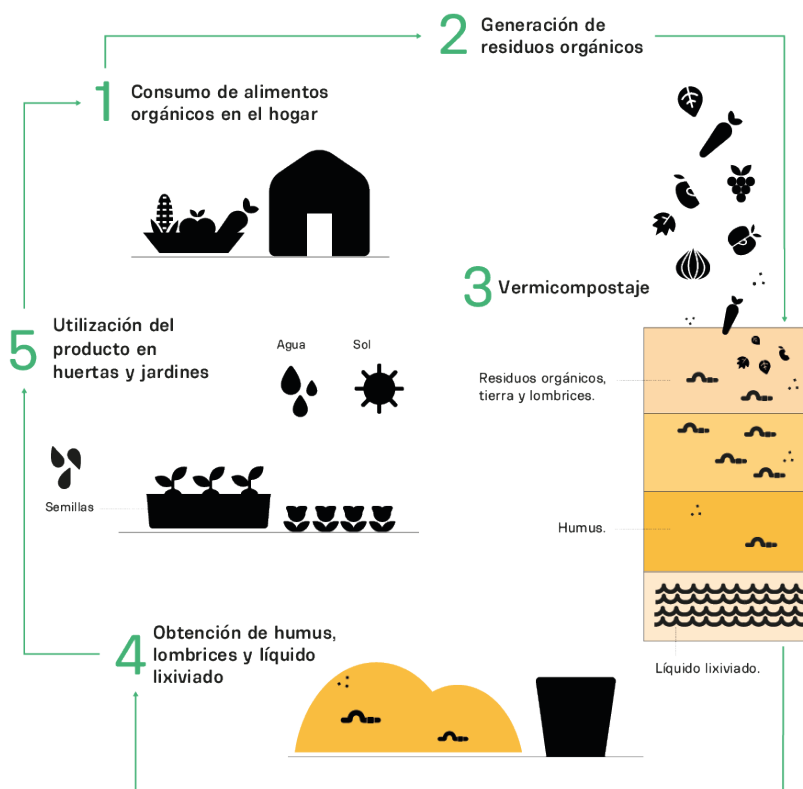 1
Consumo de alimentos
orgánicos en el hogar
2
Generación de
residuos orgánicos
3
Vermicompostaje
Residuos orgánicos,
tierra y lombrices.
Humus.
Líquido lixiviado.
4
Obtención de humus,
lombrices y líquido
lixiviado
5
Utilización del
producto en
huertas y jardines
Agua
Sol
Semillas